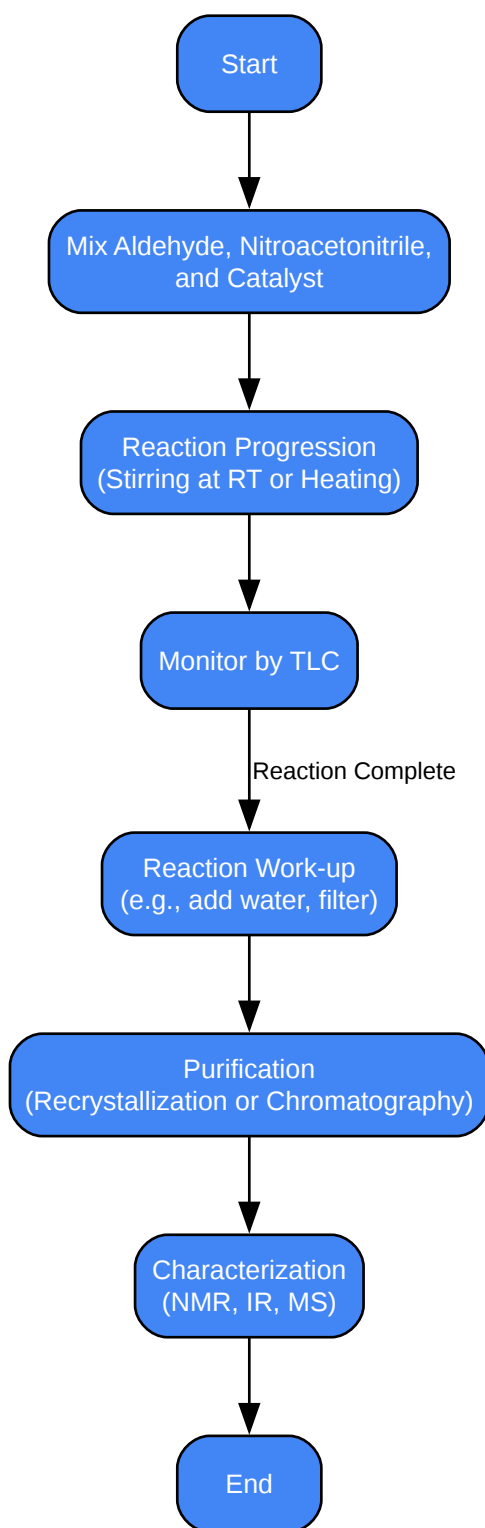 Start
Mix Aldehyde, Nitroacetonitrile,
and Catalyst
Reaction Progression
(Stirring at RT or Heating)
Monitor by TLC
Reaction Complete
Reaction Work-up
(e.g., add water, filter)
Purification
(Recrystallization or Chromatography)
Characterization
(NMR, IR, MS)
End